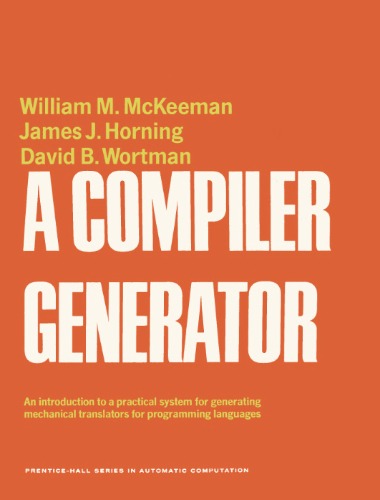 William M. McKeeman
James J. Horning
David B. Wortman
A COMPILER
GENERATOR
An introduction to a practical system for generating
mechanical translators for programming languages
PRENTICE-HALL SERIES IN AUTOMATIC COMPUTATION